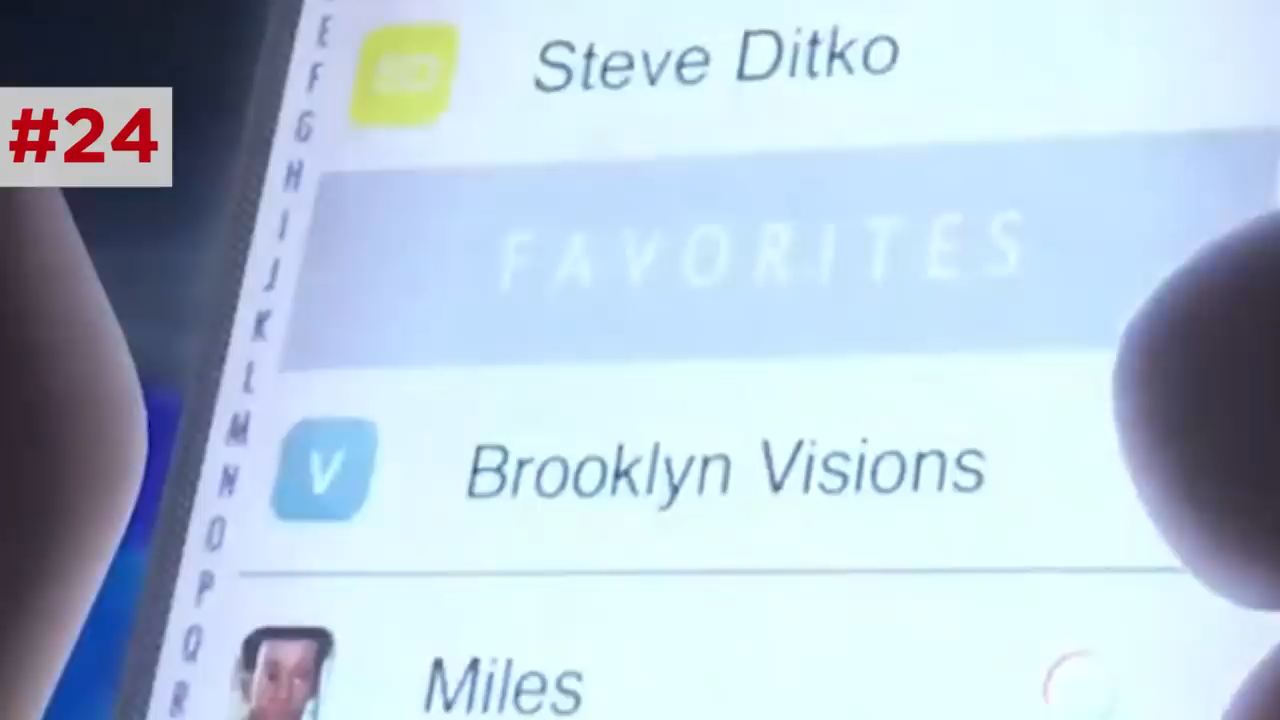 Steve Ditko
#24
FAVORITES
V
Brooklyn Visions
Miles
E
F
G
H
I
J
K
L
M
N
O
P
Q
R